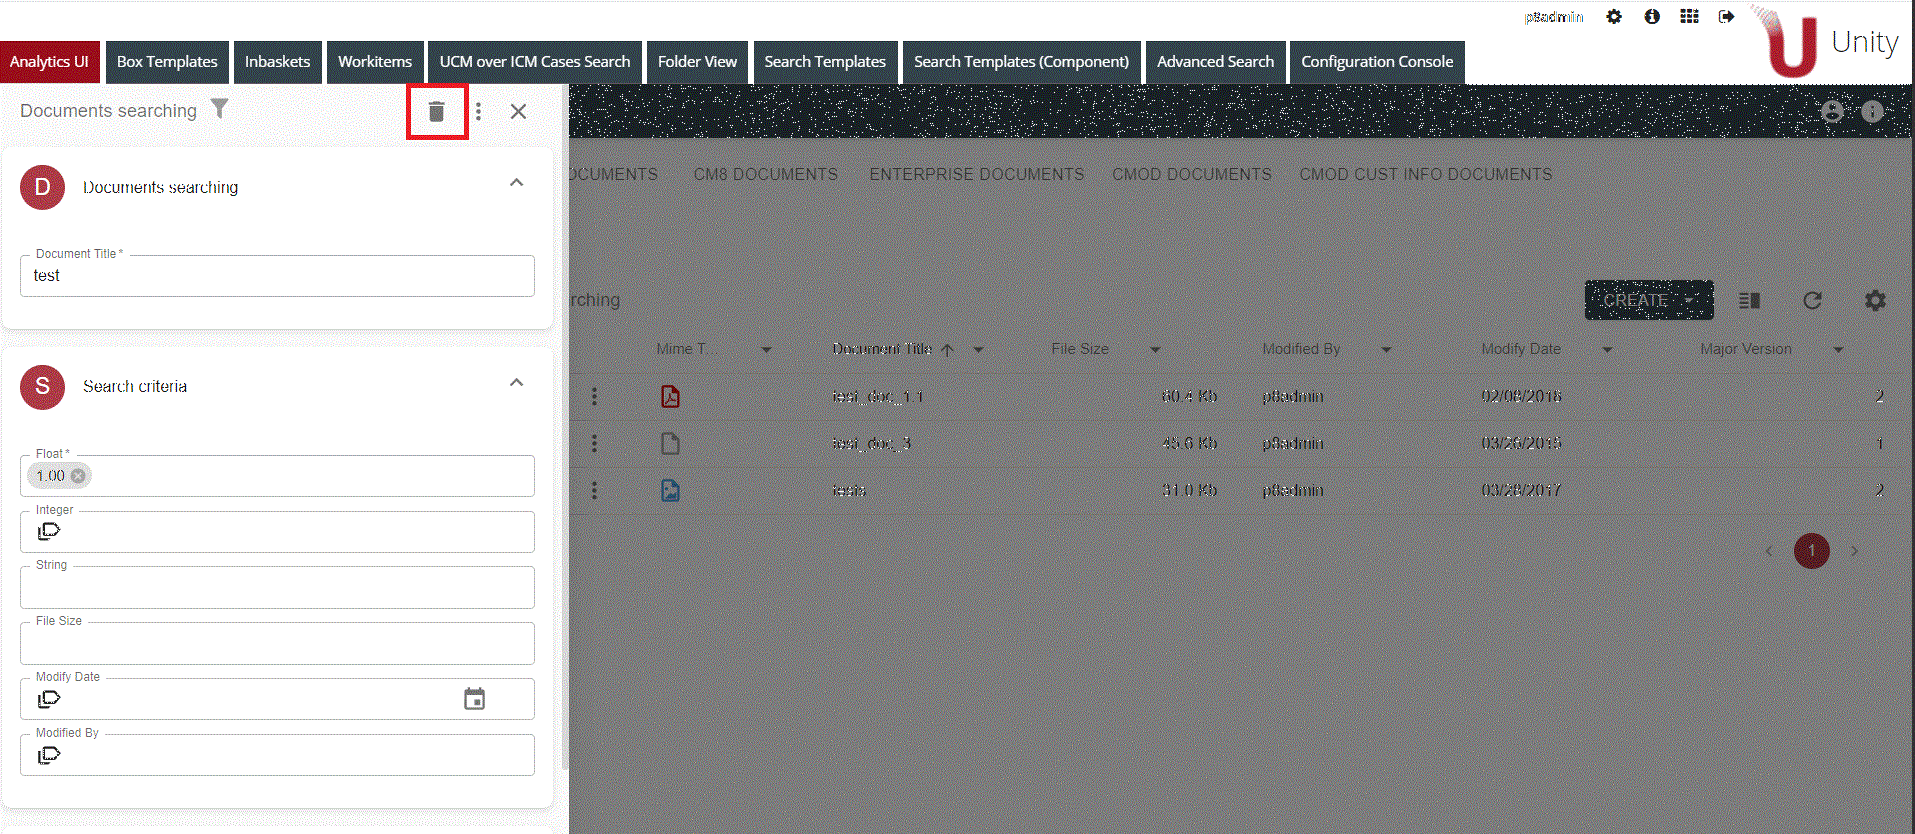 p8admin
Unity
Analytics UI Box Templates Inbaskets Workitems UCM over ICM Cases Search Folder View Search Templates Search Templates (Component) Advanced Search Configuration Console
Documents searching
D Documents searching
Document Title *
test
S Search criteria
Float *
1.00
Integer
String
File Size
Modify Date
Modified By
OCUMENTS CM8 DOCUMENTS ENTERPRISE DOCUMENTS CMOD DOCUMENTS CMOD CUST INFO DOCUMENTS
rching CREATE
Mime T... Document Title File Size Modified By Modify Date Major Version
test_doc_1.1 60.4 Kb p8admin 02/08/2018 2
test_doc_3 45.6 Kb p8admin 03/26/2015 1
tests 31.0 Kb p8admin 03/28/2017 2
1